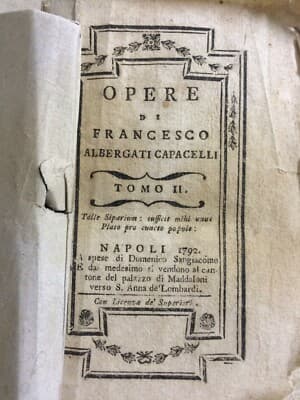 OPERE
DI
FRANCESCO
ALBERGATI CAPACELLI
TOMO II.
Tolle Siparium: sufficit mihi unus
Plato pro cuncto populo:
NAPOLI 1792.
A spese di Domenico Sangiacomo
E dal medesimo si vendono al can-
tone del palazzo di Maddaloni
verso S. Anna de' Lombardi.
Con Licenza de' Superiori.